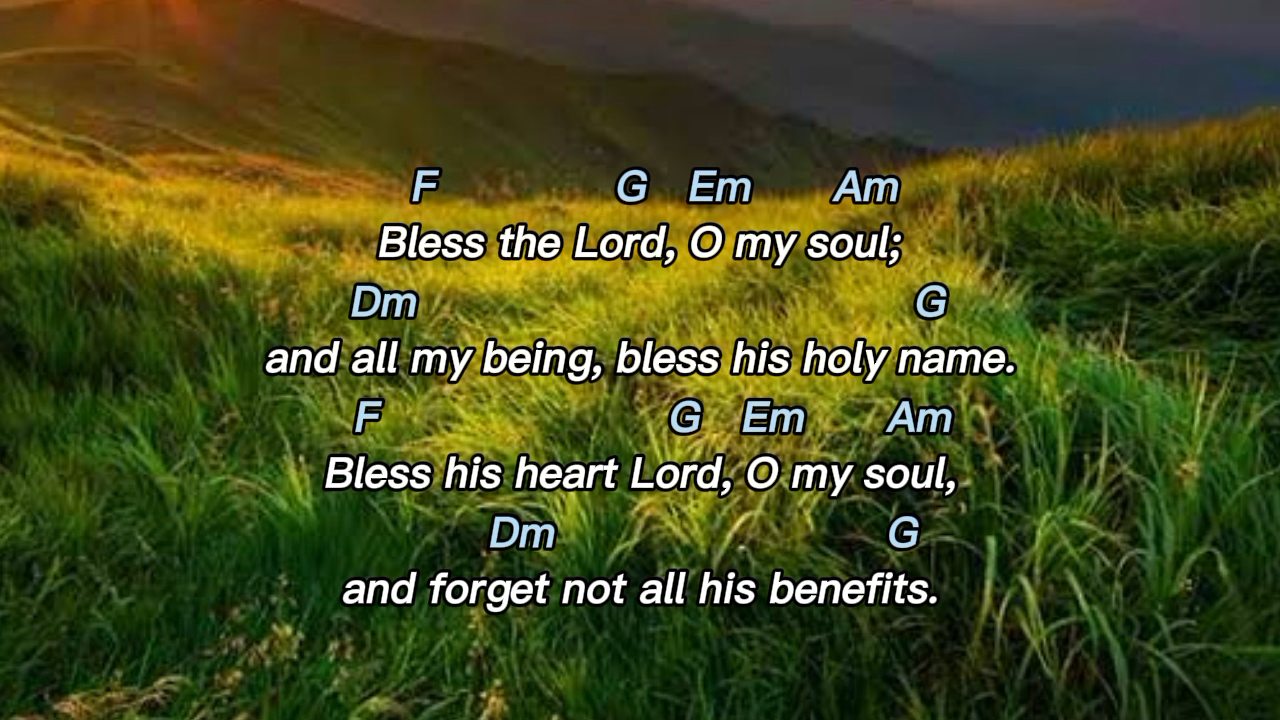 F G Em Am
Bless the Lord, O my soul;
Dm G
and all my being, bless his holy name.
F G Em Am
Bless his heart Lord, O my soul,
Dm G
and forget not all his benefits.